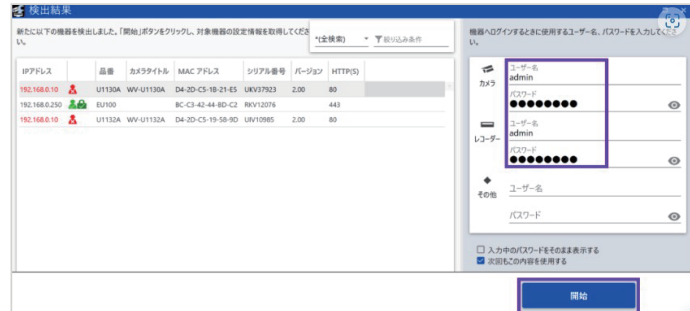 検出結果
新たに以下の機器を検出しました。「開始」ボタンをクリックし、対象機器の設定情報を取得してくださ
い。
*(全検索)
絞り込み条件
IPアドレス 品番 カメラタイトル MAC アドレス シリアル番号 バージョン HTTP(S)
192.168.0.10 U1130A WV-U1130A D4-2D-C5-1B-21-E5 UKV37923 2.00 80
192.168.0.250 EU100 BC-C3-42-44-BD-C2 RKV12076 443
192.168.0.10 U1132A WV-U1132A D4-2D-C5-19-58-9D UIV10985 2.00 80
機器へログインするときに使用するユーザー名、パスワードを入力してくださ
い。
カメラ
ユーザー名
admin
パスワード
●●●●●●●●
レコーダー
ユーザー名
admin
パスワード
●●●●●●●●
その他
ユーザー名
パスワード
入力中のパスワードをそのまま表示する
次回もこの内容を使用する
開始